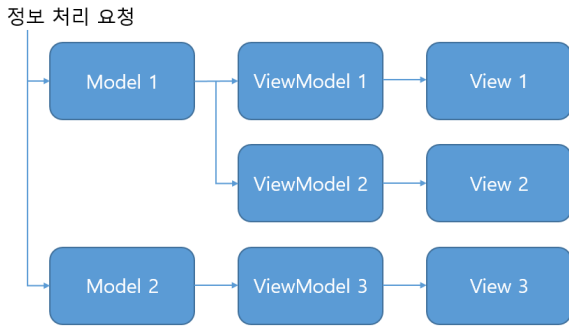 정보 처리 요청
Model 1
ViewModel 1
View 1
ViewModel 2
View 2
Model 2
ViewModel 3
View 3